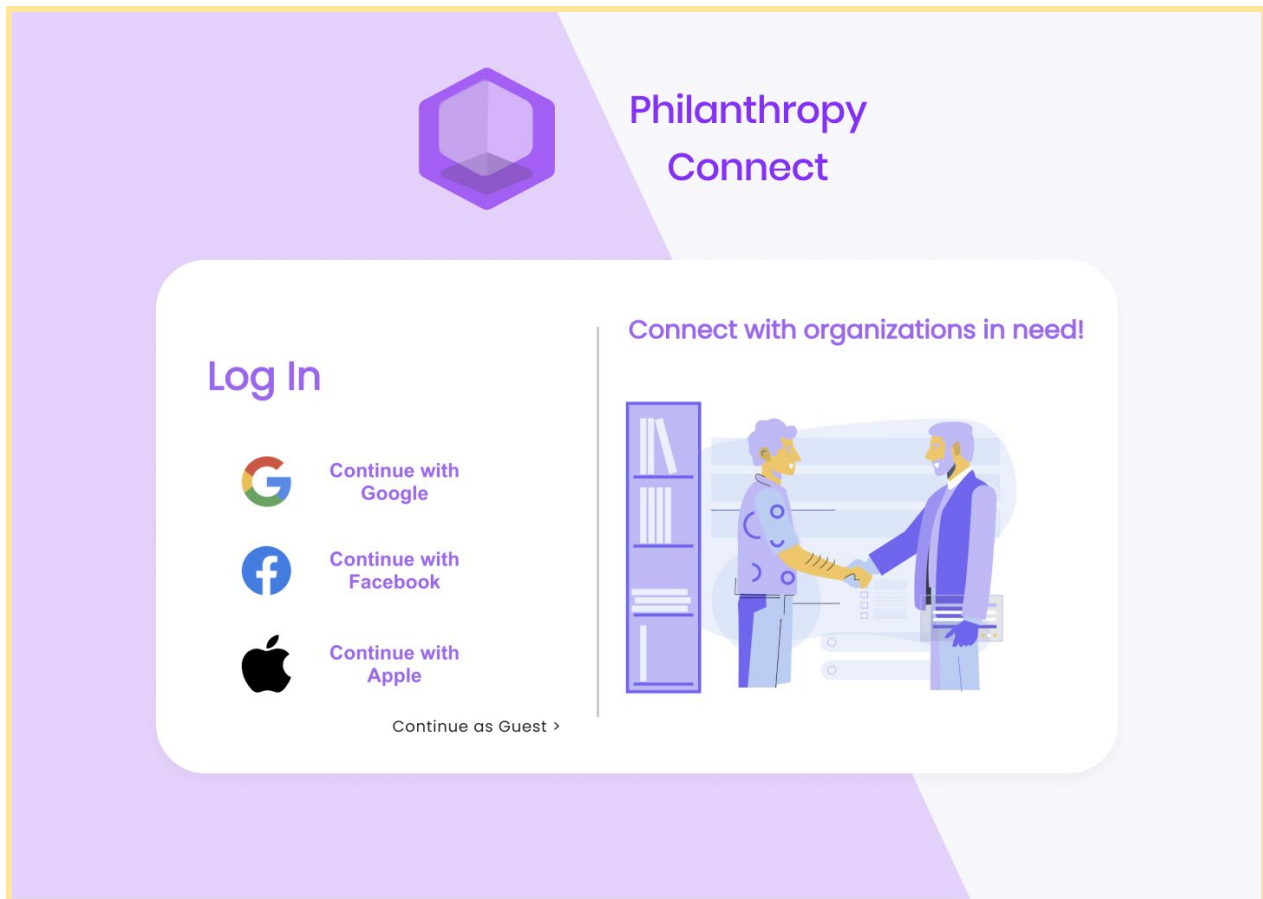 Philanthropy
Connect
Log In
Continue with
Google
Continue with
Facebook
Continue with
Apple
Continue as Guest >
Connect with organizations in need!